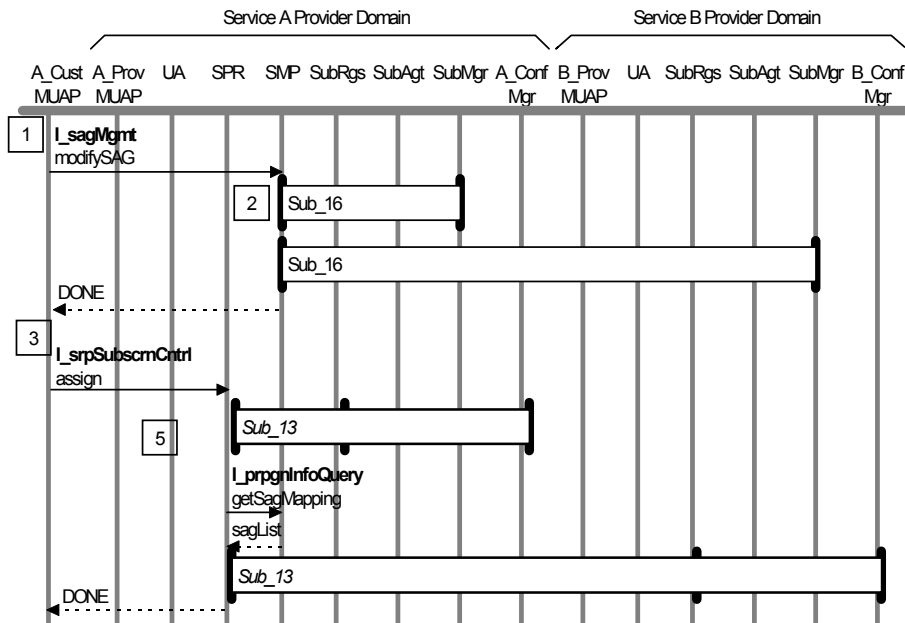 Service A Provider Domain Service B Provider Domain
A_Cust A_Prov UA SPR SMP SubRgs SubAgt SubMgr A_Conf B_Prov UA SubRgs SubAgt SubMgr B_Conf
MUAP MUAP Mgr MUAP Mgr
1
I_sagMgmt
modifySAG
2 Sub_16
Sub_16
DONE
3
I_srpSubscrnCntrl
assign
5 Sub_13
I_prpgnInfoQuery
getSagMapping
sagList
Sub_13
DONE